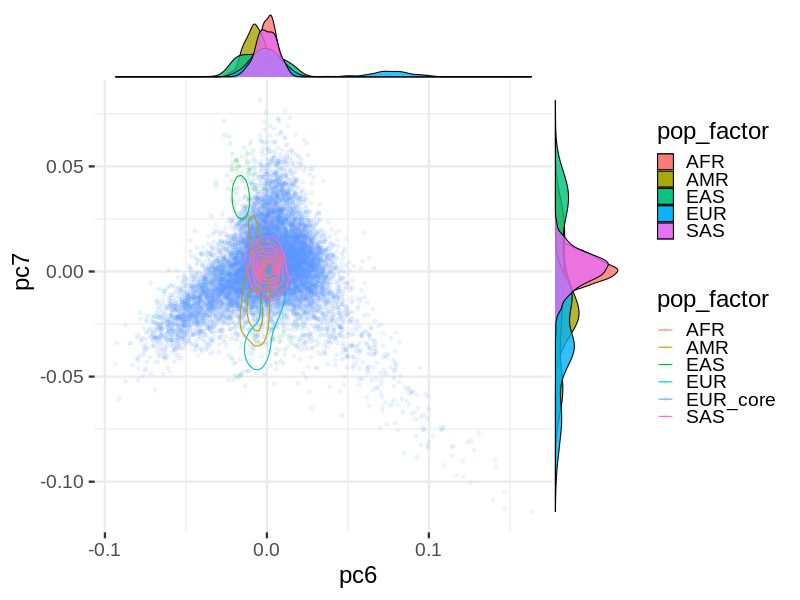 0.05
0.00
-0.05
-0.10
pc7
-0.1
0.0
0.1
pc6
pop_factor
AFR
AMR
EAS
EUR
SAS
pop_factor
AFR
AMR
EAS
EUR
EUR_core
SAS